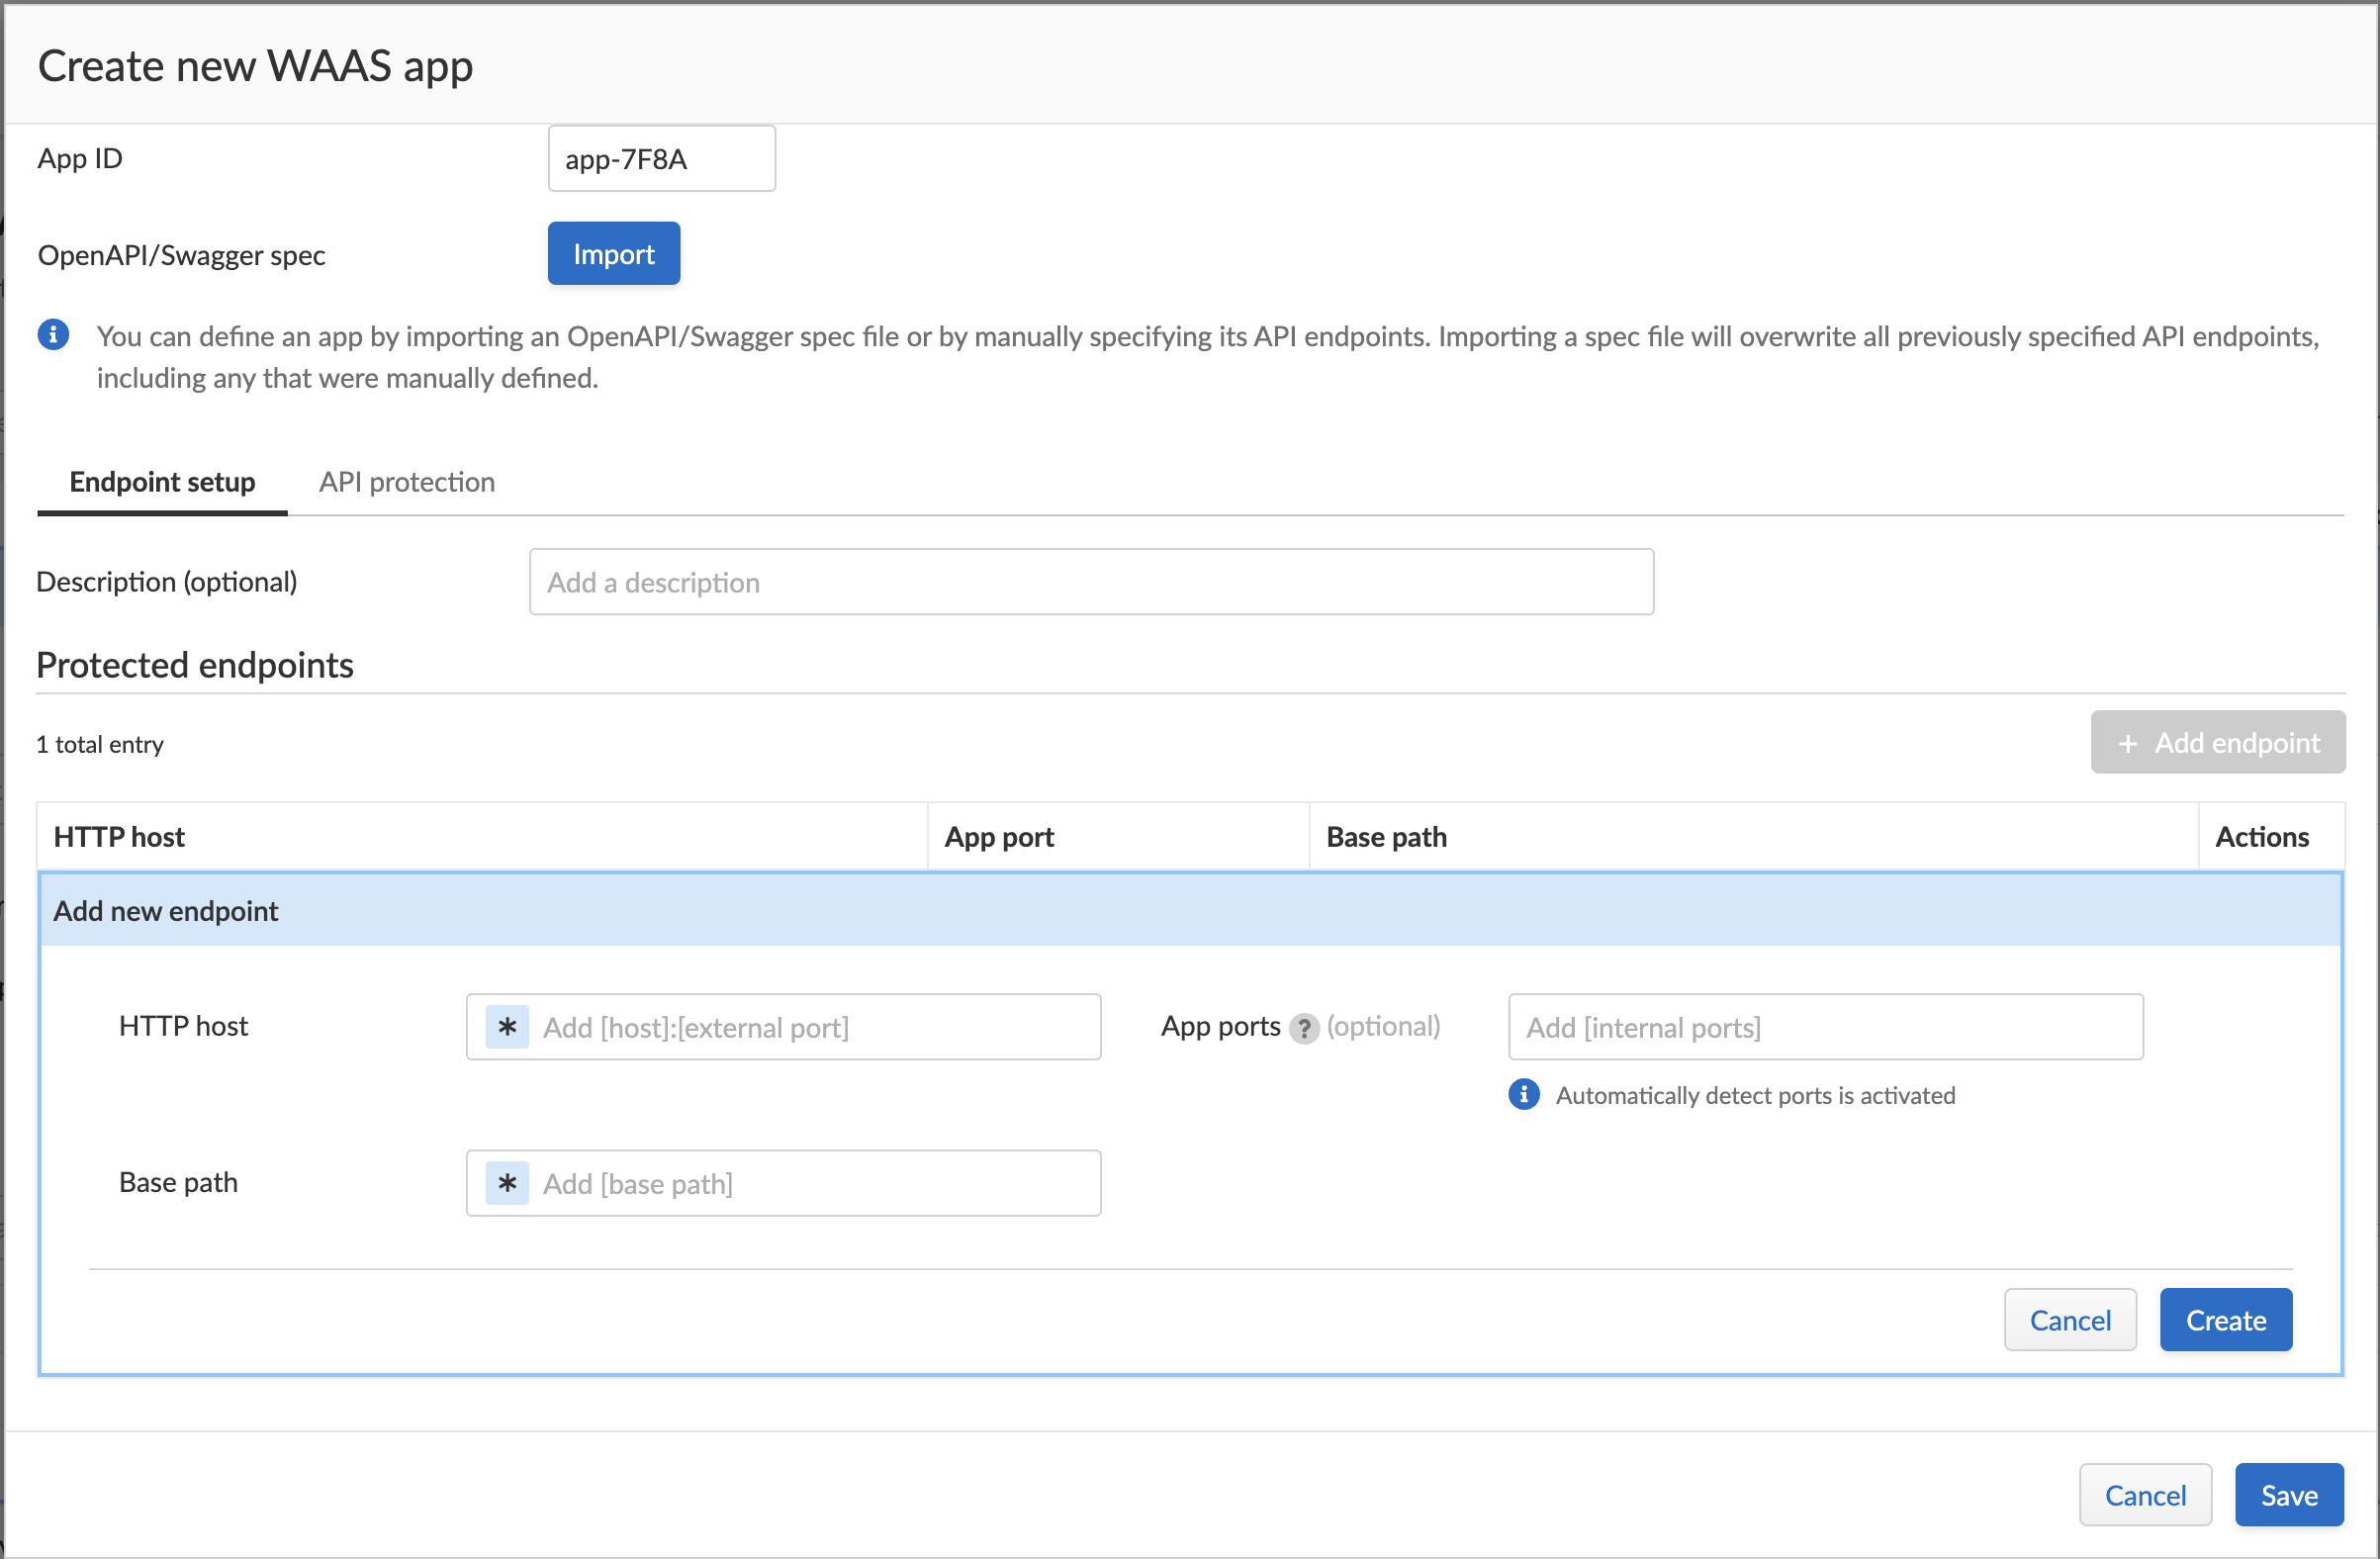 Create new WAAS app
App ID
app-7F8A
OpenAPI/Swagger spec
Import
You can define an app by importing an OpenAPI/Swagger spec file or by manually specifying its API endpoints. Importing a spec file will overwrite all previously specified API endpoints,
including any that were manually defined.
Endpoint setup
API protection
Description (optional)
Add a description
Protected endpoints
1 total entry
+ Add endpoint
HTTP host
App port
Base path
Actions
Add new endpoint
HTTP host
* Add [host]:[external port]
App ports ? (optional)
Add [internal ports]
Automatically detect ports is activated
Base path
* Add [base path]
Cancel
Create
Cancel
Save